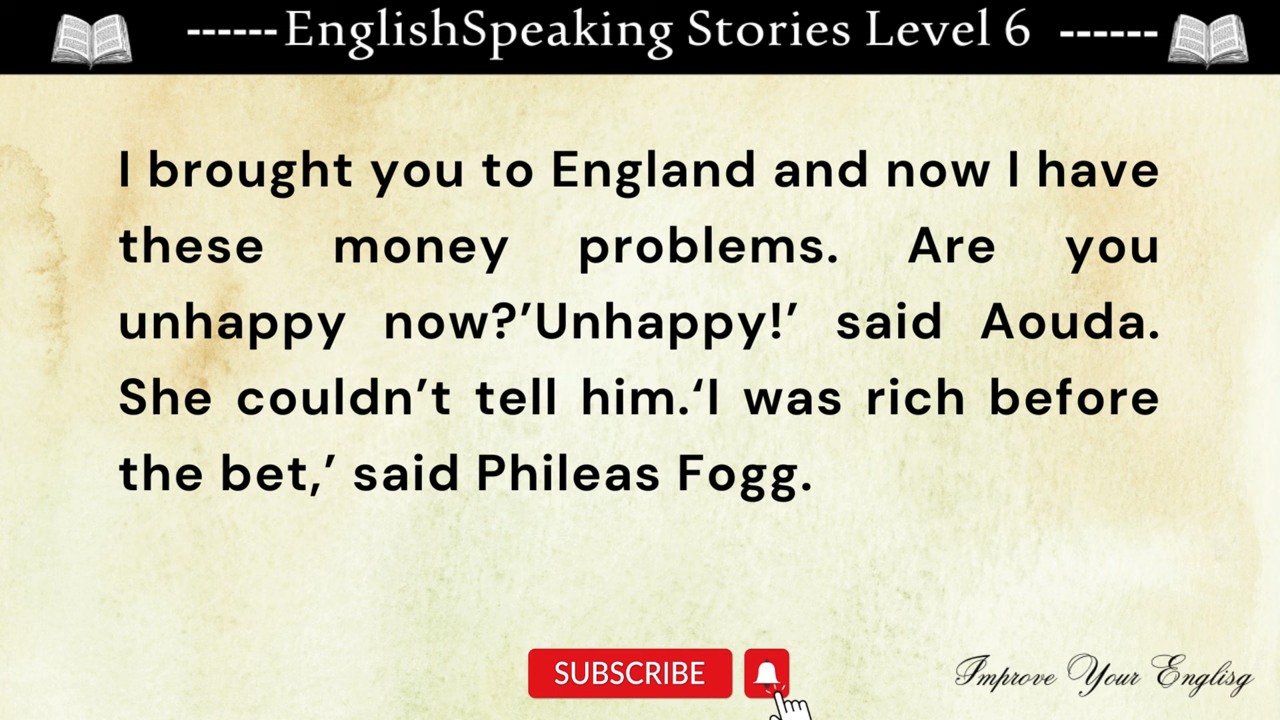 ------EnglishSpeaking Stories Level 6 ------
I brought you to England and now I have
these money problems. Are you
unhappy now?’Unhappy!’ said Aouda.
She couldn’t tell him.‘I was rich before
the bet,’ said Phileas Fogg.
SUBSCRIBE
Improve Your Englisg